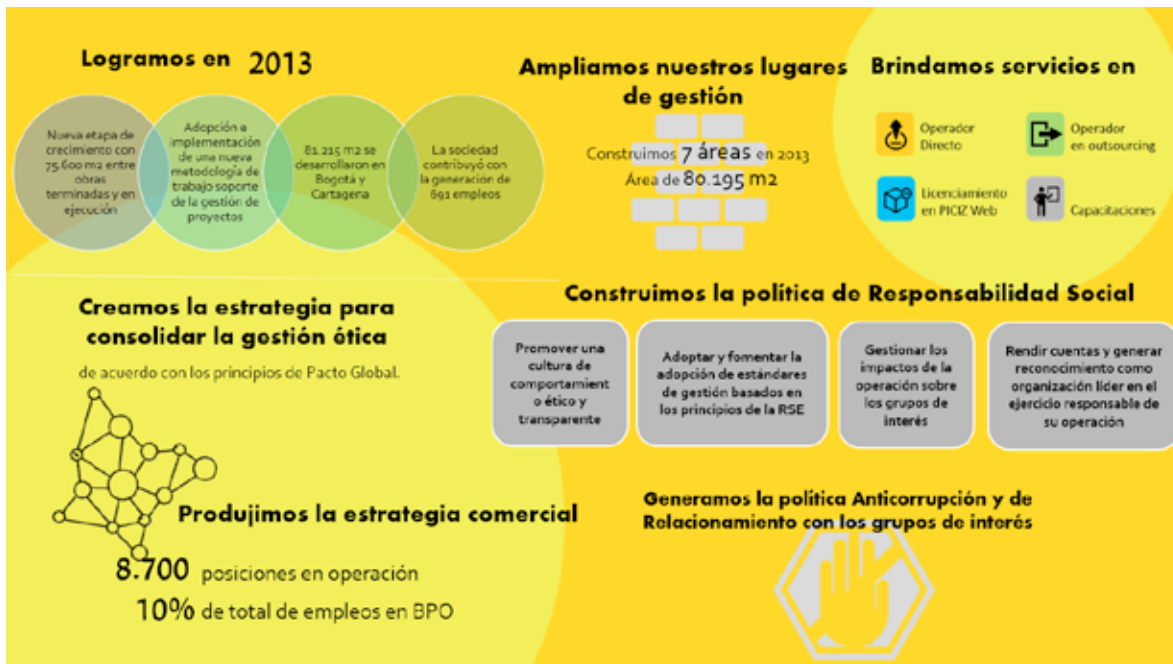 Logramos en 2013
Nueva etapa de
crecimiento con
75.600 m2 entre
obras
terminadas y en
ejecución
Adopción e
implementación
de una nueva
metodología de
trabajo soporte
de la gestión de
proyectos
81.215 m2 se
desarrollaron en
Bogotá y
Cartagena
La sociedad
contribuyó con
la generación de
691 empleos
Ampliamos nuestros lugares
de gestión
Construimos 7 áreas en 2013
Área de 80.195 m2
Brindamos servicios en
Operador
Directo
Operador
en outsourcing
Licenciamiento
en PICIZ Web
Capacitaciones
Creamos la estrategia para
consolidar la gestión ética
de acuerdo con los principios de Pacto Global.
Construimos la política de Responsabilidad Social
Promover una
cultura de
comportamient
o ético y
transparente
Adoptar y fomentar la
adopción de estándares
de gestión basados en
los principios de la RSE
Gestionar los
impactos de la
operación sobre
los grupos de
interés
Rendir cuentas y generar
reconocimiento como
organización líder en el
ejercicio responsable de
su operación
Produjimos la estrategia comercial
8.700 posiciones en operación
10% de total de empleos en BPO
Generamos la política Anticorrupción y de
Relacionamiento con los grupos de interés